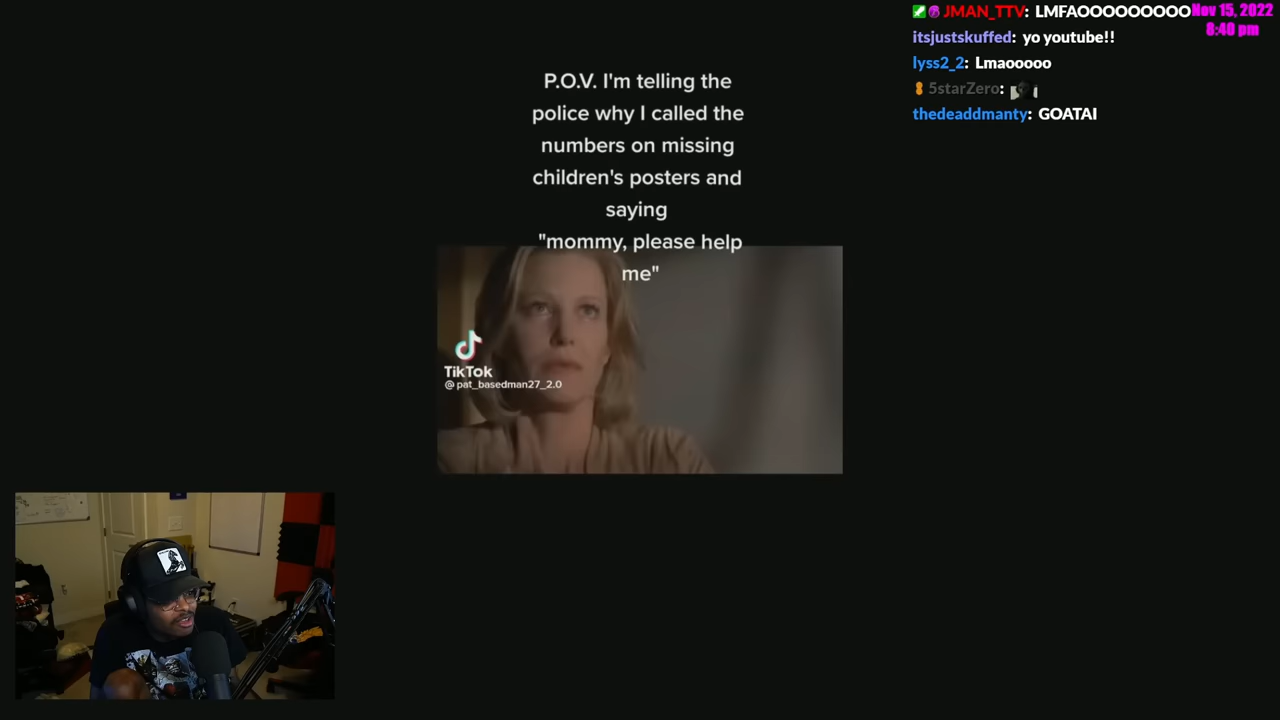 P.O.V. I'm telling the
police why I called the
numbers on missing
children's posters and
saying
"mommy, please help
me"
TikTok
@pat_basedman27_2.0
JMAN_TTV: LMFAOOOOOOOOO
itsjustskuffed: yo youtube!!
lyss2_2: Lmaooooo
5starZero:
thedeaddmanty: GOATAI
Nov 15, 2022
8:40 pm